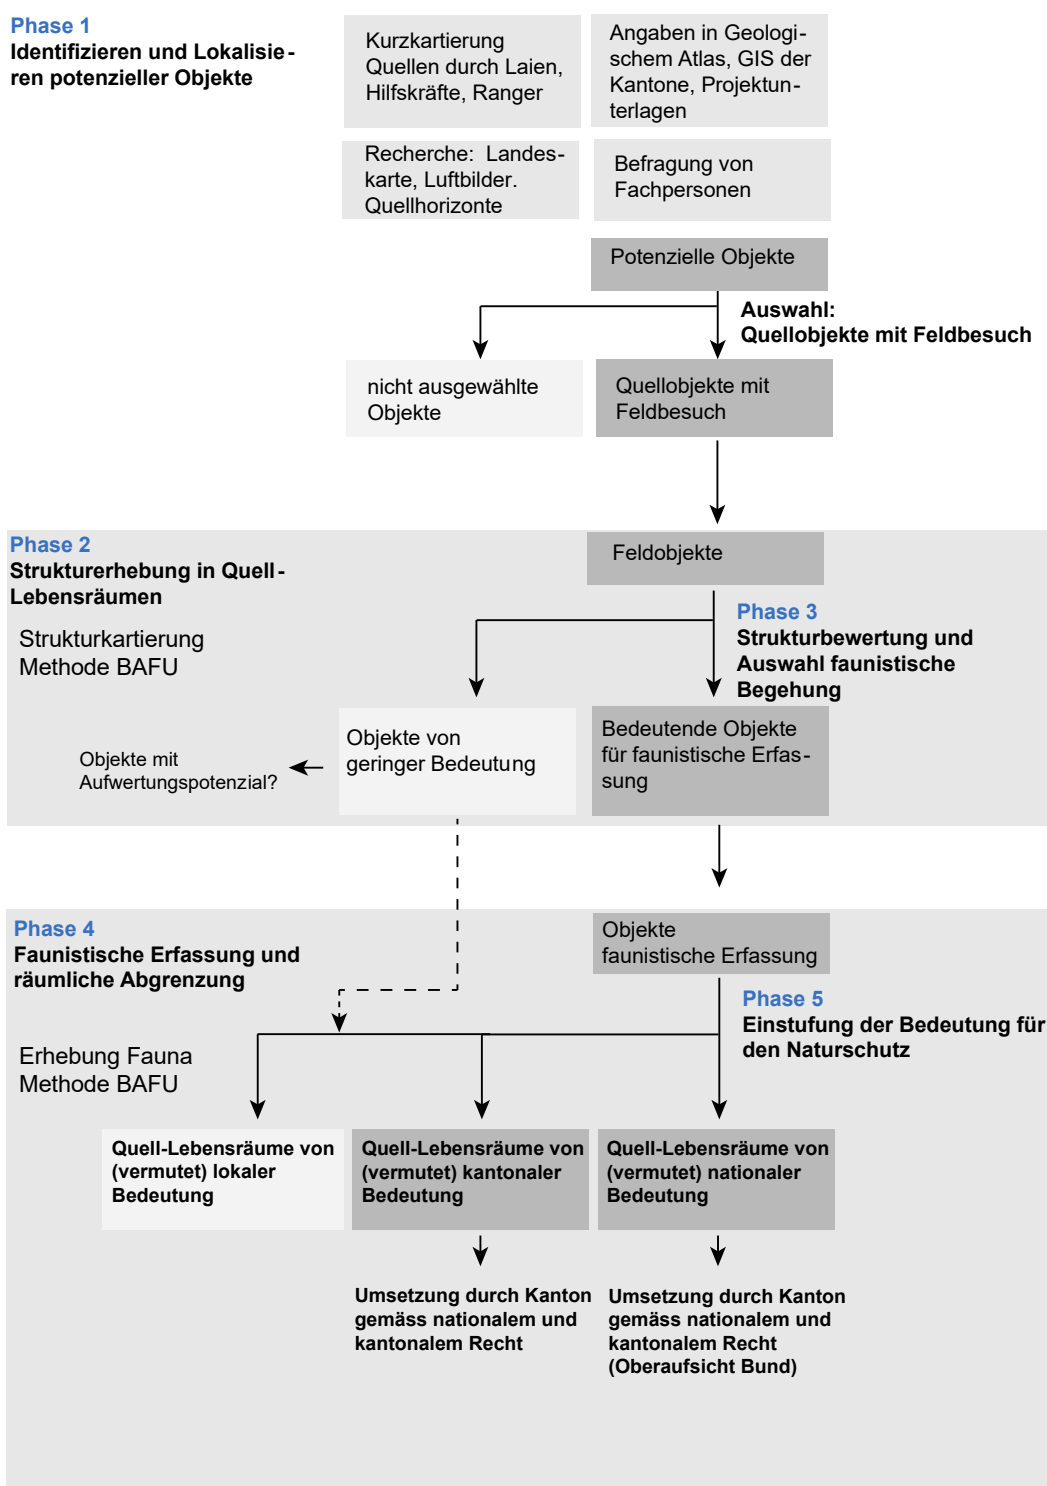 Phase 1
Identifizieren und Lokalisie-
ren potenzieller Objekte
Kurzkartierung
Quellen durch Laien,
Hilfskräfte, Ranger
Angaben in Geologi-
schem Atlas, GIS der
Kantone, Projektun-
terlagen
Recherche: Landes-
karte, Luftbilder.
Quellhorizonte
Befragung von
Fachpersonen
Potenzielle Objekte
Auswahl:
Quellobjekte mit Feldbesuch
nicht ausgewählte
Objekte
Quellobjekte mit
Feldbesuch
Phase 2
Strukturerhebung in Quell-
Lebensräumen
Strukturkartierung
Methode BAFU
Feldobjekte
Phase 3
Strukturbewertung und
Auswahl faunistische
Begehung
Objekte mit
Aufwertungspotenzial?
Objekte von
geringer Bedeutung
Bedeutende Objekte
für faunistische Erfas-
sung
Phase 4
Faunistische Erfassung und
räumliche Abgrenzung
Erhebung Fauna
Methode BAFU
Objekte
faunistische Erfassung
Phase 5
Einstufung der Bedeutung für
den Naturschutz
Quell-Lebensräume von
(vermutet) lokaler
Bedeutung
Quell-Lebensräume von
(vermutet) kantonaler
Bedeutung
Quell-Lebensräume von
(vermutet) nationaler
Bedeutung
Umsetzung durch Kanton
gemäss nationalem und
kantonalem Recht
Umsetzung durch Kanton
gemäss nationalem und
kantonalem Recht
(Oberaufsicht Bund)